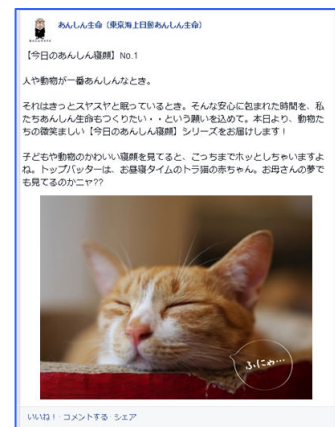 あんしん生命（東京海上日動あんしん生命）
【今日のあんしん寝顔】No.1
人や動物が一番あんしんなとき。
それはきっとスヤスヤと眠っているとき。そんな安心に包まれた時間を、私
たちあんしん生命もつくりたい・・という願いを込めて。本日より、動物た
ちの微笑ましい【今日のあんしん寝顔】シリーズをお届けします！
子どもや動物のかわいい寝顔を見てると、こっちまでホッとしちゃいますよ
ね。トップバッターは、お昼寝タイムのトラ猫の赤ちゃん。お母さんの夢で
も見てるのかニャ??
ふにゃ…
いいね！・コメントする・シェア